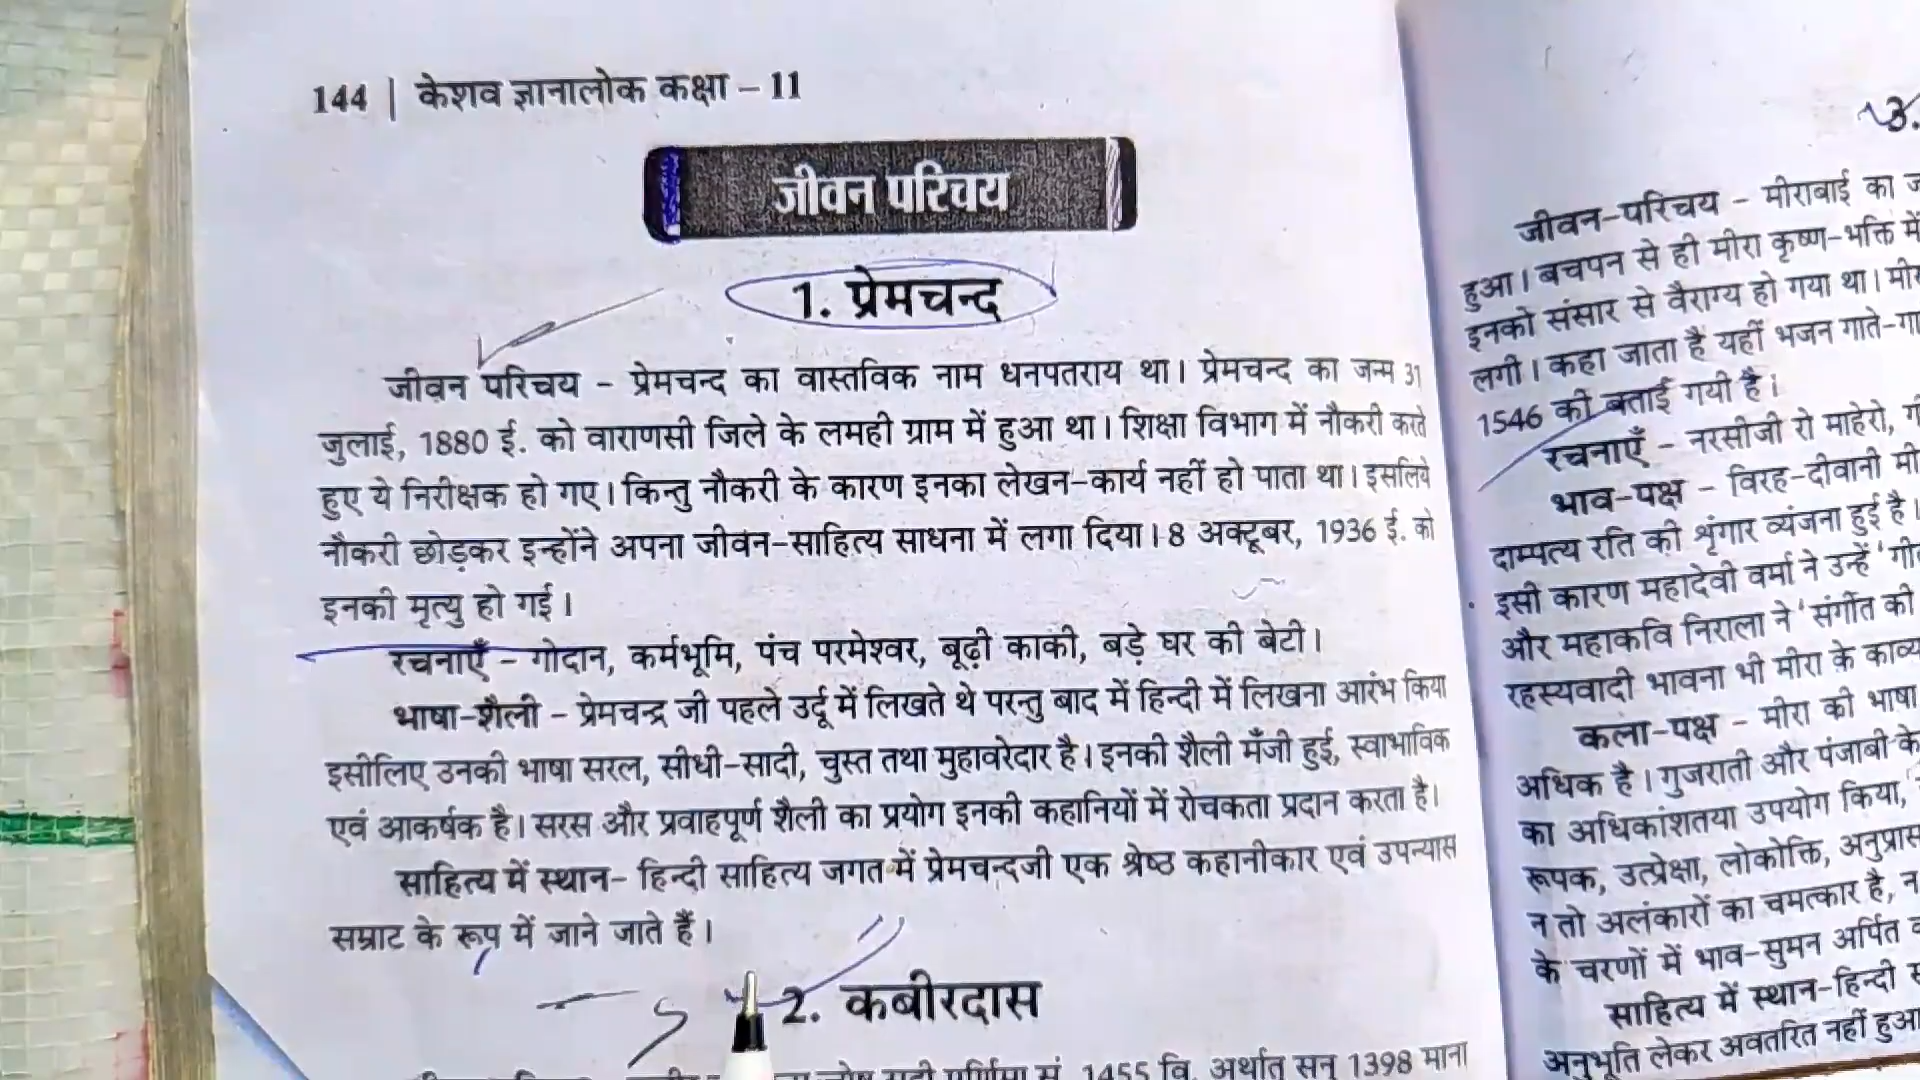 144 | केशव ज्ञानालोक कक्षा – 11
जीवन परिचय
1. प्रेमचन्द
जीवन परिचय – प्रेमचन्द का वास्तविक नाम धनपतराय था। प्रेमचन्द का जन्म 31
जुलाई, 1880 ई. को वाराणसी जिले के लमही ग्राम में हुआ था। शिक्षा विभाग में नौकरी करते
हुए ये निरीक्षक हो गए। किन्तु नौकरी के कारण इनका लेखन-कार्य नहीं हो पाता था। इसलिये
नौकरी छोड़कर इन्होंने अपना जीवन-साहित्य साधना में लगा दिया। 8 अक्टूबर, 1936 ई. को
इनकी मृत्यु हो गई।
रचनाएँ – गोदान, कर्मभूमि, पंच परमेश्वर, बूढ़ी काकी, बड़े घर की बेटी।
भाषा-शैली – प्रेमचन्द्र जी पहले उर्दू में लिखते थे परन्तु बाद में हिन्दी में लिखना आरंभ किया
इसीलिए उनकी भाषा सरल, सीधी-सादी, चुस्त तथा मुहावरेदार है। इनकी शैली मँजी हुई, स्वाभाविक
एवं आकर्षक है। सरस और प्रवाहपूर्ण शैली का प्रयोग इनकी कहानियों में रोचकता प्रदान करता है।
साहित्य में स्थान– हिन्दी साहित्य जगत में प्रेमचन्दजी एक श्रेष्ठ कहानीकार एवं उपन्यास
सम्राट के रूप में जाने जाते हैं।
2. कबीरदास
1455 वि. अर्थात सन् 1398 माना
3.
जीवन-परिचय – मीराबाई का
हुआ। बचपन से ही मीरा कृष्ण-भक्ति में
इनको संसार से वैराग्य हो गया था।
लगी। कहा जाता है यहीं भजन गाते-गा
1546 की बताई गयी है।
रचनाएँ – नरसीजी रो माहेरो,
भाव-पक्ष – विरह-दीवानी मी
दाम्पत्य रति की श्रृंगार व्यंजना हुई है।
इसी कारण महादेवी वर्मा ने उन्हें
और महाकवि निराला ने 'संगीत की
रहस्यवादी भावना भी मीरा के काव्य
कला-पक्ष – मीरा की भाषा
अधिक है। गुजराती और पंजाबी के
का अधिकांशतया उपयोग किया,
रूपक, उत्प्रेक्षा, लोकोक्ति, अनुप्रास
न तो अलंकारों का चमत्कार है, न
के चरणों में भाव-सुमन अर्पित
साहित्य में स्थान-हिन्दी
अनुभूति लेकर अवतरित नहीं हुआ